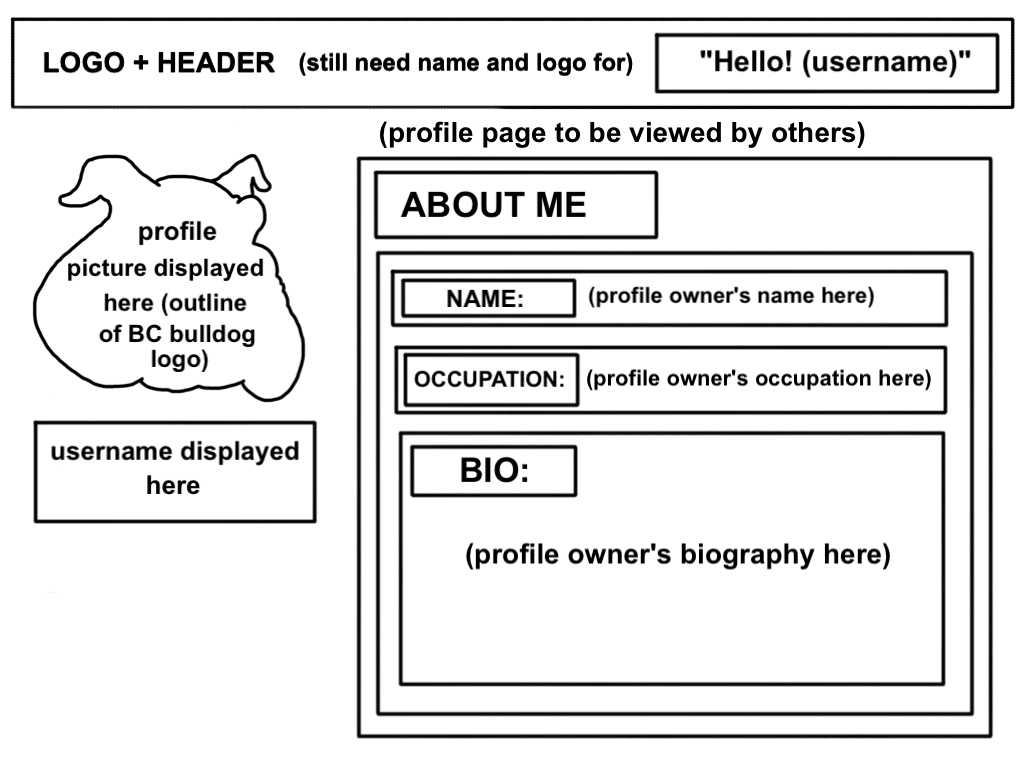 LOGO + HEADER (still need name and logo for) "Hello! (username)"
(profile page to be viewed by others)
profile
picture displayed
here (outline
of BC bulldog
logo)
username displayed
here
ABOUT ME
NAME: (profile owner's name here)
OCCUPATION: (profile owner's occupation here)
BIO:
(profile owner's biography here)